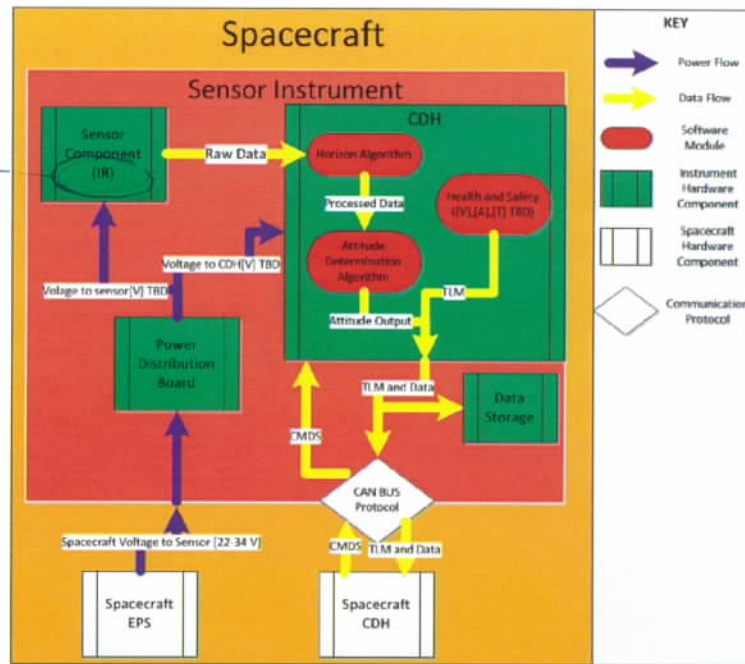 Spacecraft
Sensor Instrument
Sensor
Component
(IR)
Raw Data
CDH
Horizon Algorithm
Processed Data
Health and Safety
([V],[A],[T] TBD)
Attitude
Determination
Algorithm
Voltage to CDH[V] TBD
Volage to sensor[V] TBD
TLM
Attitude Output
Power
Distribution
Board
TLM and Data
Data
Storage
CMDS
CAN BUS
Protocol
Spacecraft Voltage to Sensor [22-34 V]
CMDS
TLM and Data
Spacecraft
EPS
Spacecraft
CDH
KEY
Power Flow
Data Flow
Software
Module
Instrument
Hardware
Component
Spacecraft
Hardware
Component
Communication
Protocol